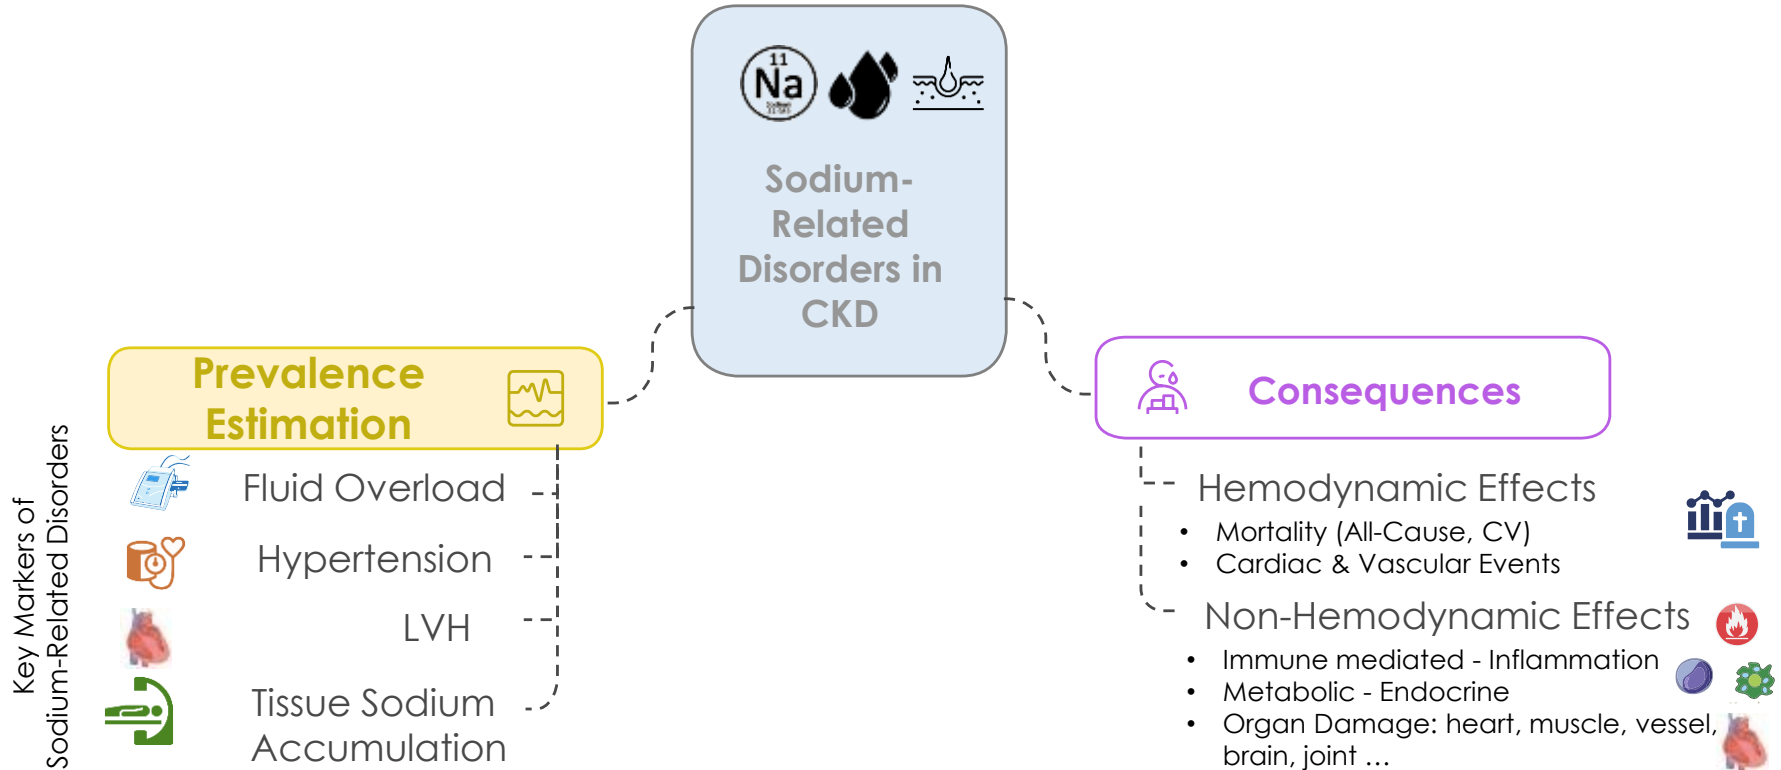 11
Na
Sodium-
Related
Disorders in
CKD
Prevalence
Estimation
Key Markers of
Sodium-Related Disorders
Fluid Overload
Hypertension
LVH
Tissue Sodium
Accumulation
Consequences
Hemodynamic Effects
• Mortality (All-Cause, CV)
• Cardiac & Vascular Events
Non-Hemodynamic Effects
• Immune mediated - Inflammation
• Metabolic - Endocrine
• Organ Damage: heart, muscle, vessel,
brain, joint ...